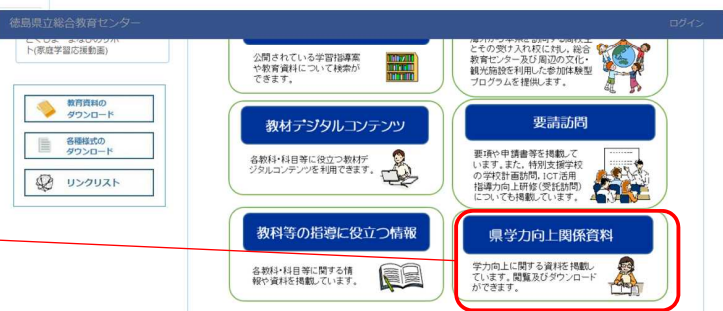 徳島県立総合教育センター
ログイン
ト(家庭学習応援動画)
教育資料の
ダウンロード
各種様式の
ダウンロード
リンクリスト
公開されている学習指導案
や教育資料について検索が
できます。
とその受け入れ校に対し、総合
教育センター及び周辺の文化・
観光施設を利用した参加体験型
プログラムを提供します。
教材デジタルコンテンツ
各教科・科目等に役立つ教材デ
ジタルコンテンツを利用できます。
要請訪問
要項や申請書等を掲載して
います。また、特別支援学校
の学校計画訪問、ICT活用
指導力向上研修(受託訪問)
についても掲載しています。
教科等の指導に役立つ情報
各教科・科目等に関する情
報や資料を掲載しています。
県学力向上関係資料
学力向上に関する資料を掲載し
ています。閲覧及びダウンロード
ができます。